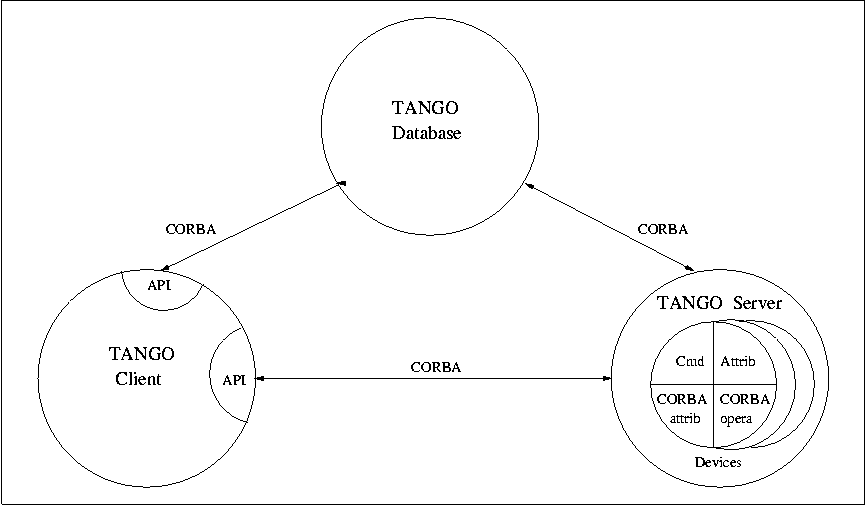 TANGO
Database
CORBA
CORBA
API
TANGO Server
TANGO
Client
API
CORBA
Cmd
Attrib
CORBA
attrib
CORBA
opera
Devices